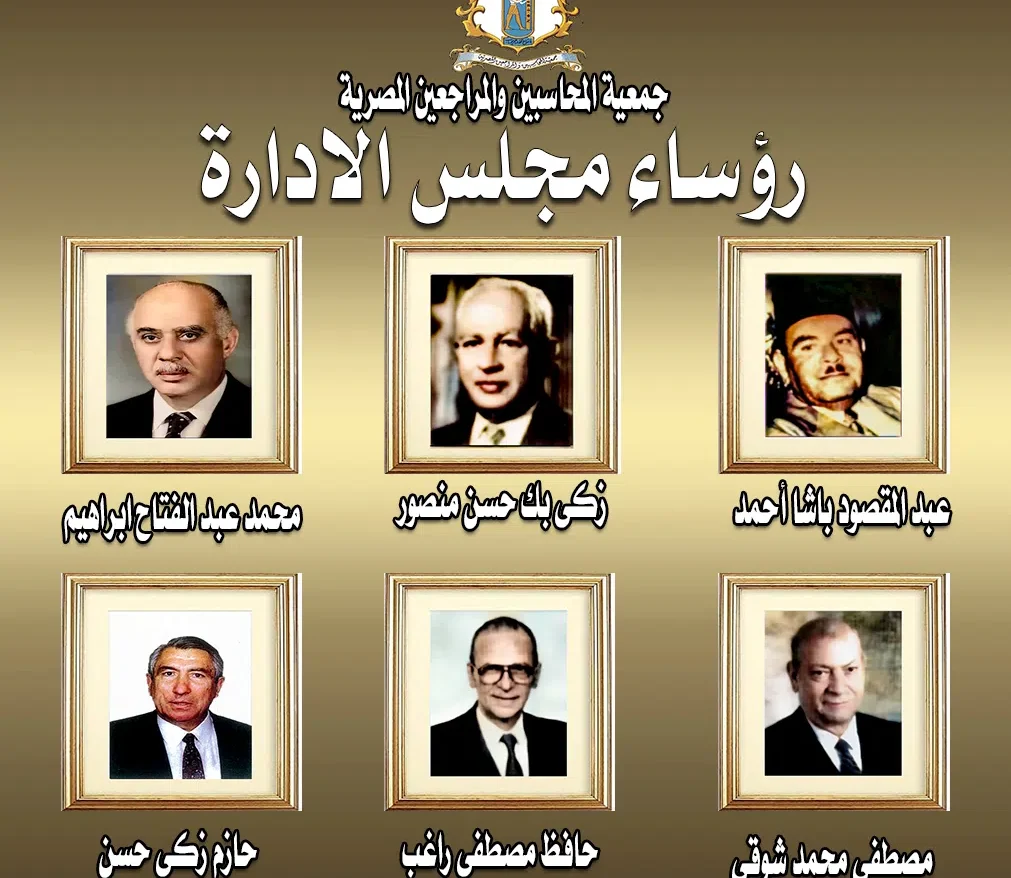 جمعية المحاسبين والمراجعين المصرية
رؤساء مجلس الادارة
عبد المقصود باشا أحمد
زكى بك حسن منصور
محمد عبد الفتاح ابراهيم
مصطفى محمد شوقى
حافظ مصطفى راغب
حازم زكى حسن